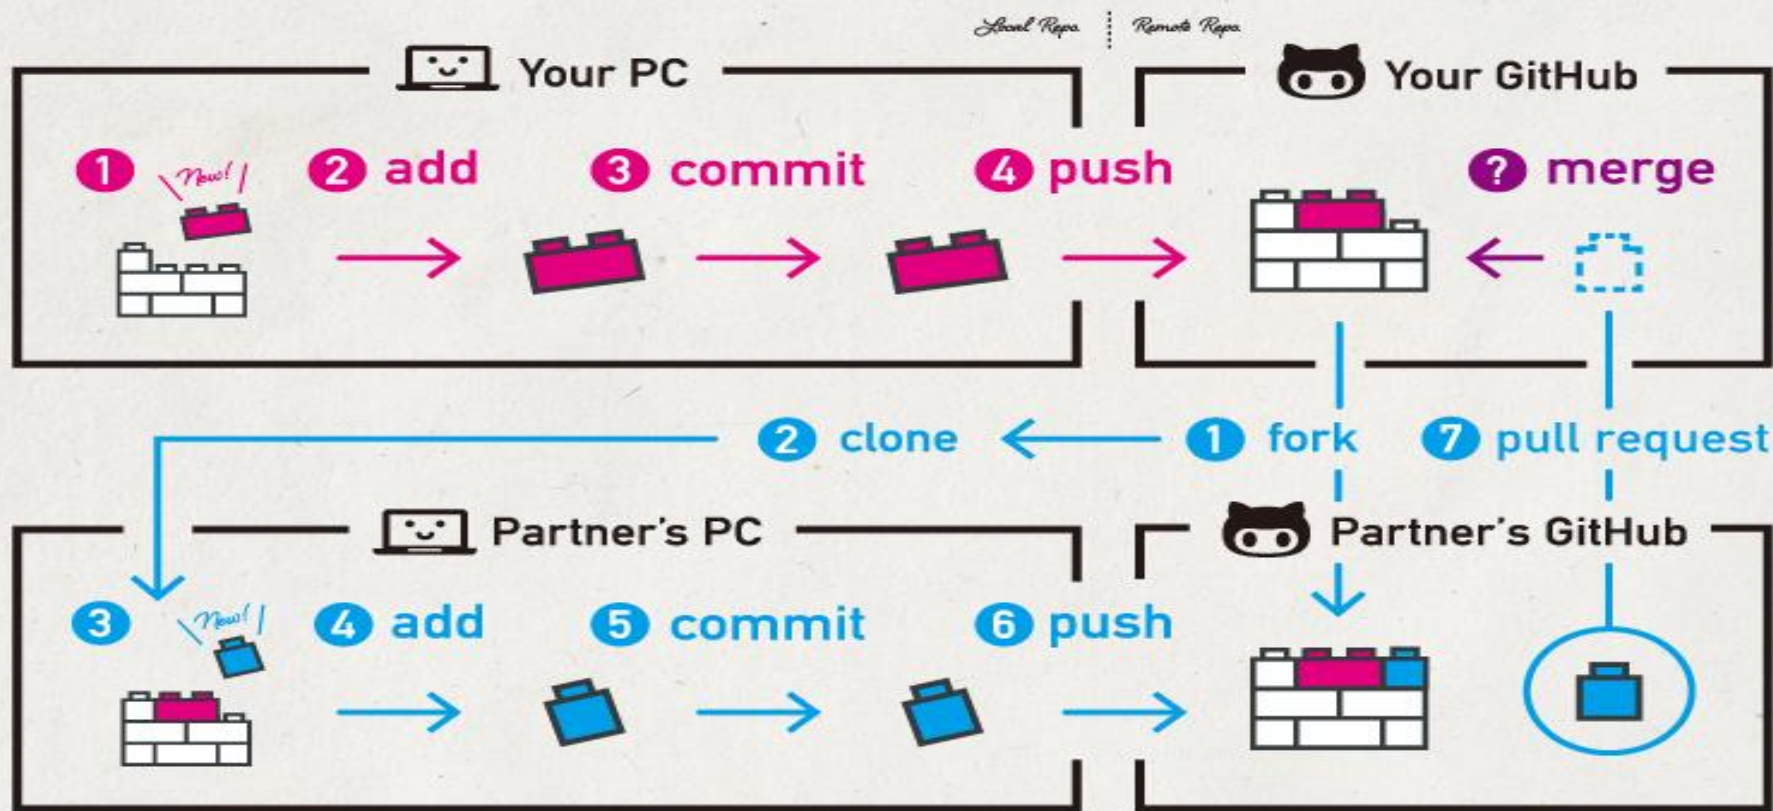 Local Repo. Remote Repo.
Your PC
Your GitHub
1 New! 2 add 3 commit 4 push ? merge
2 clone 1 fork 7 pull request
Partner's PC
Partner's GitHub
3 New! 4 add 5 commit 6 push